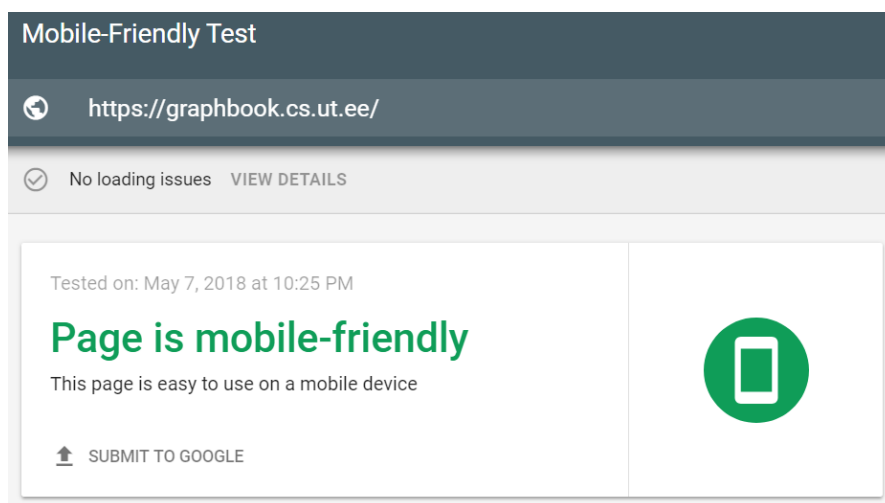 Mobile-Friendly Test
https://graphbook.cs.ut.ee/
No loading issues VIEW DETAILS
Tested on: May 7, 2018 at 10:25 PM
Page is mobile-friendly
This page is easy to use on a mobile device
SUBMIT TO GOOGLE